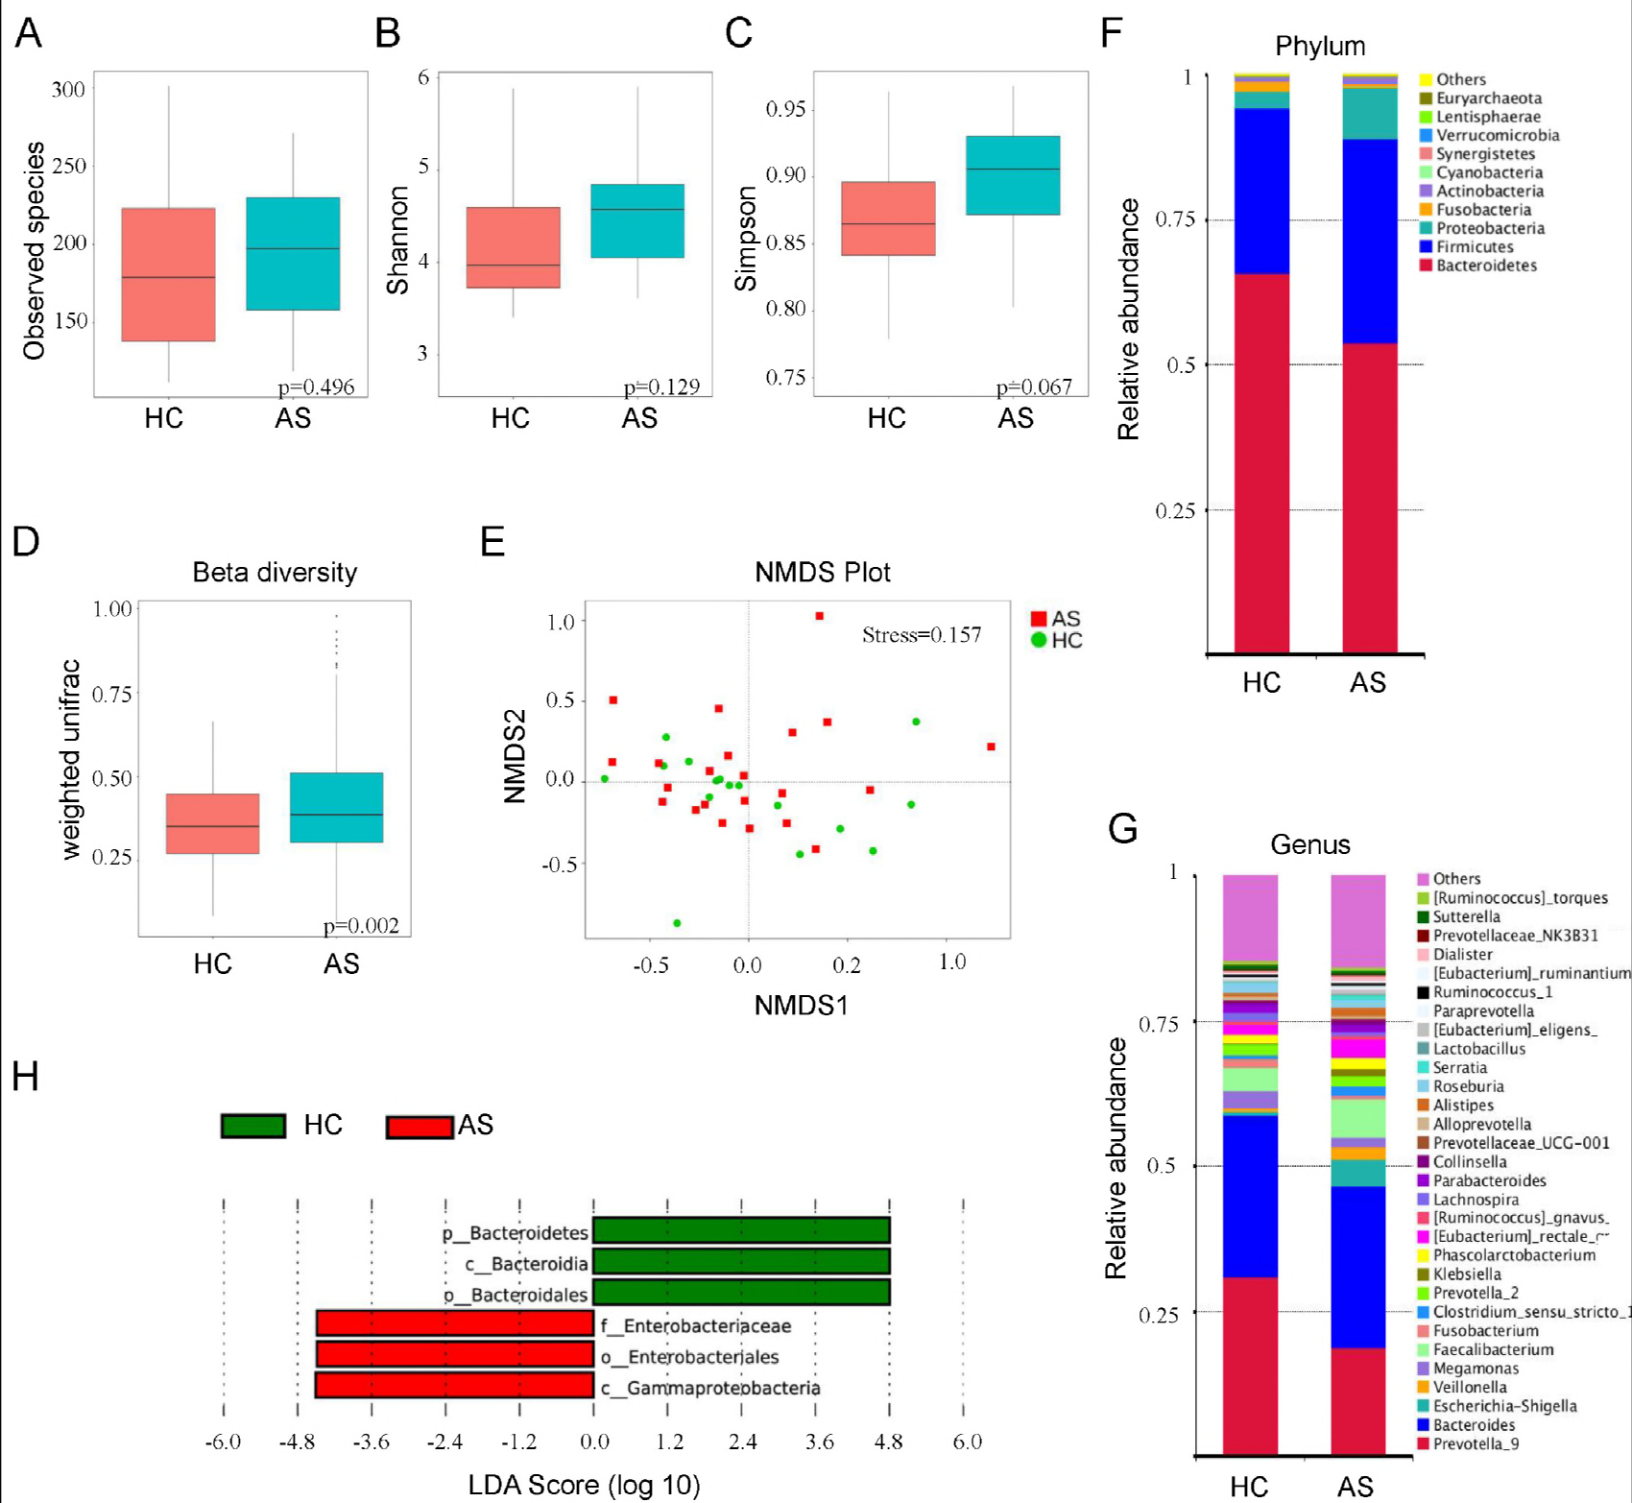 A
Observed species
300
250
200
150
p=0.496
HC
AS
B
Shannon
6
5
4
3
p=0.129
HC
AS
C
Simpson
0.95
0.90
0.85
0.80
0.75
p=0.067
HC
AS
F
Phylum
Relative abundance
1
0.75
0.5
0.25
HC
AS
Others
Euryarchaeota
Lentisphaerae
Verrucomicrobia
Synergistetes
Cyanobacteria
Actinobacteria
Fusobacteria
Proteobacteria
Firmicutes
Bacteroidetes
D
Beta diversity
weighted unifrac
1.00
0.75
0.50
0.25
p=0.002
HC
AS
E
NMDS Plot
Stress=0.157
AS
HC
NMDS2
1.0
0.5
0.0
-0.5
-0.5
0.0
0.2
1.0
NMDS1
G
Genus
Relative abundance
1
0.75
0.5
0.25
HC
AS
Others
[Ruminococcus]_torques
Sutterella
Prevotellaceae_NK3B31
Dialister
[Eubacterium]_ruminantium
Ruminococcus_1
Paraprevotella
[Eubacterium]_eligens_
Lactobacillus
Serratia
Roseburia
Alistipes
Alloprevotella
Prevotellaceae_UCG-001
Collinsella
Parabacteroides
Lachnospira
[Ruminococcus]_gnavus_
[Eubacterium]_rectale_
Phascolarctobacterium
Klebsiella
Prevotella_2
Clostridium_sensu_stricto_1
Fusobacterium
Faecalibacterium
Megamonas
Veillonella
Escherichia-Shigella
Bacteroides
Prevotella_9
H
HC
AS
p__Bacteroidetes
c__Bacteroidia
o__Bacteroidales
f__Enterobacteriaceae
o__Enterobacteriales
c__Gammaproteobacteria
-6.0
-4.8
-3.6
-2.4
-1.2
0.0
1.2
2.4
3.6
4.8
6.0
LDA Score (log 10)